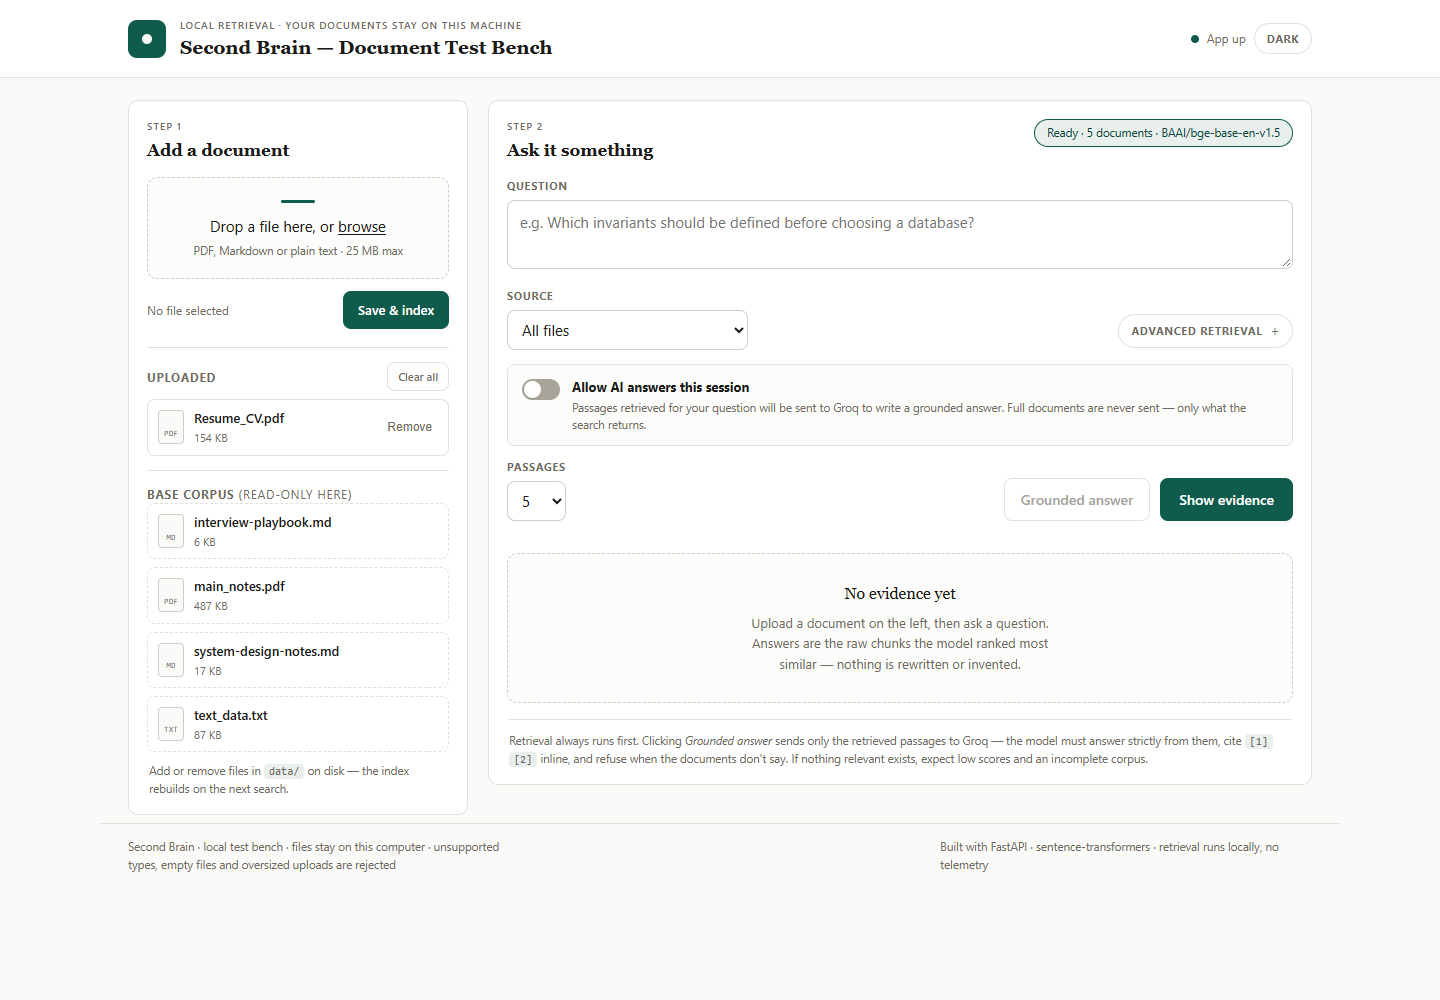 LOCAL RETRIEVAL · YOUR DOCUMENTS STAY ON THIS MACHINE
Second Brain — Document Test Bench
App up
DARK
STEP 1
Add a document
Drop a file here, or browse
PDF, Markdown or plain text · 25 MB max
No file selected
Save & index
UPLOADED
Clear all
PDF
Resume_CV.pdf
154 KB
Remove
BASE CORPUS (READ-ONLY HERE)
MD
interview-playbook.md
6 KB
PDF
main_notes.pdf
487 KB
MD
system-design-notes.md
17 KB
TXT
text_data.txt
87 KB
Add or remove files in data/ on disk — the index
rebuilds on the next search.
STEP 2
Ask it something
Ready · 5 documents · BAAI/bge-base-en-v1.5
QUESTION
e.g. Which invariants should be defined before choosing a database?
SOURCE
All files
ADVANCED RETRIEVAL +
Allow AI answers this session
Passages retrieved for your question will be sent to Groq to write a grounded answer. Full documents are never sent — only what the
search returns.
PASSAGES
5
Grounded answer
Show evidence
No evidence yet
Upload a document on the left, then ask a question.
Answers are the raw chunks the model ranked most
similar — nothing is rewritten or invented.
Retrieval always runs first. Clicking Grounded answer sends only the retrieved passages to Groq — the model must answer strictly from them, cite [1]
[2] inline, and refuse when the documents don't say. If nothing relevant exists, expect low scores and an incomplete corpus.
Second Brain · local test bench · files stay on this computer · unsupported
types, empty files and oversized uploads are rejected
Built with FastAPI · sentence-transformers · retrieval runs locally, no
telemetry